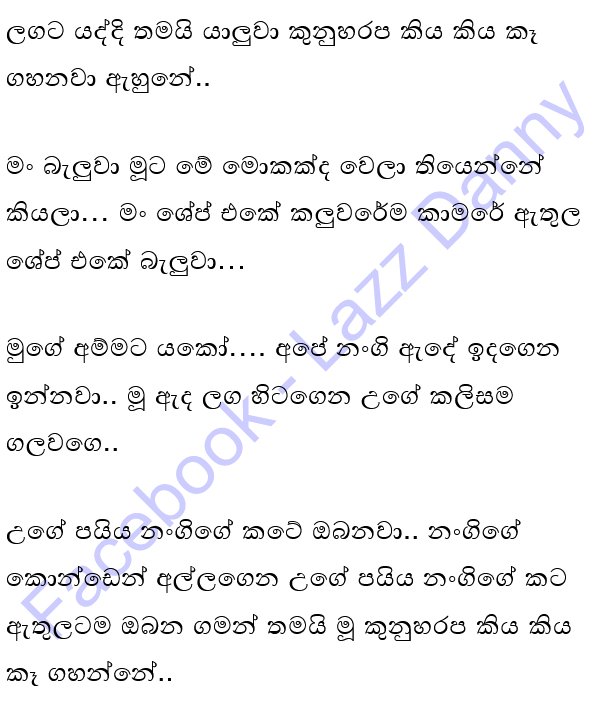 ලගට යද්දි තමයි යාලුවා කුනුහරප කිය කිය කෑ
ගහනවා ඇහුනේ..
මං බැලුවා මූට මේ මොකක්ද වෙලා තියෙන්නේ
කියලා... මං ශේප් එකේ කලුවරේම කාමරේ ඇතුල
ශේප් එකේ බැලුවා...
මුගේ අම්මට යකෝ.... අපේ නංගි ඇදේ ඉදගෙන
ඉන්නවා.. මූ ඇද ලග හිටගෙන උගේ කලිසම
ගලවගෙ..
උගේ පයිය නංගිගේ කටේ ඔබනවා.. නංගිගේ
කොන්ඩෙන් අල්ලගෙන උගේ පයිය නංගිගේ කට
ඇතුලටම ඔබන ගමන් තමයි මූ කුනුහරප කිය කිය
කෑ ගහන්නේ..
Facebook - Lazz Danny